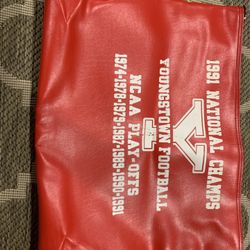 1991 NATIONAL CHAMPS
YOUNGSTOWN FOOTBALL
Y
NCAA PLAY-OFFS
1974-1978-1979-1987-1989-1990-1991